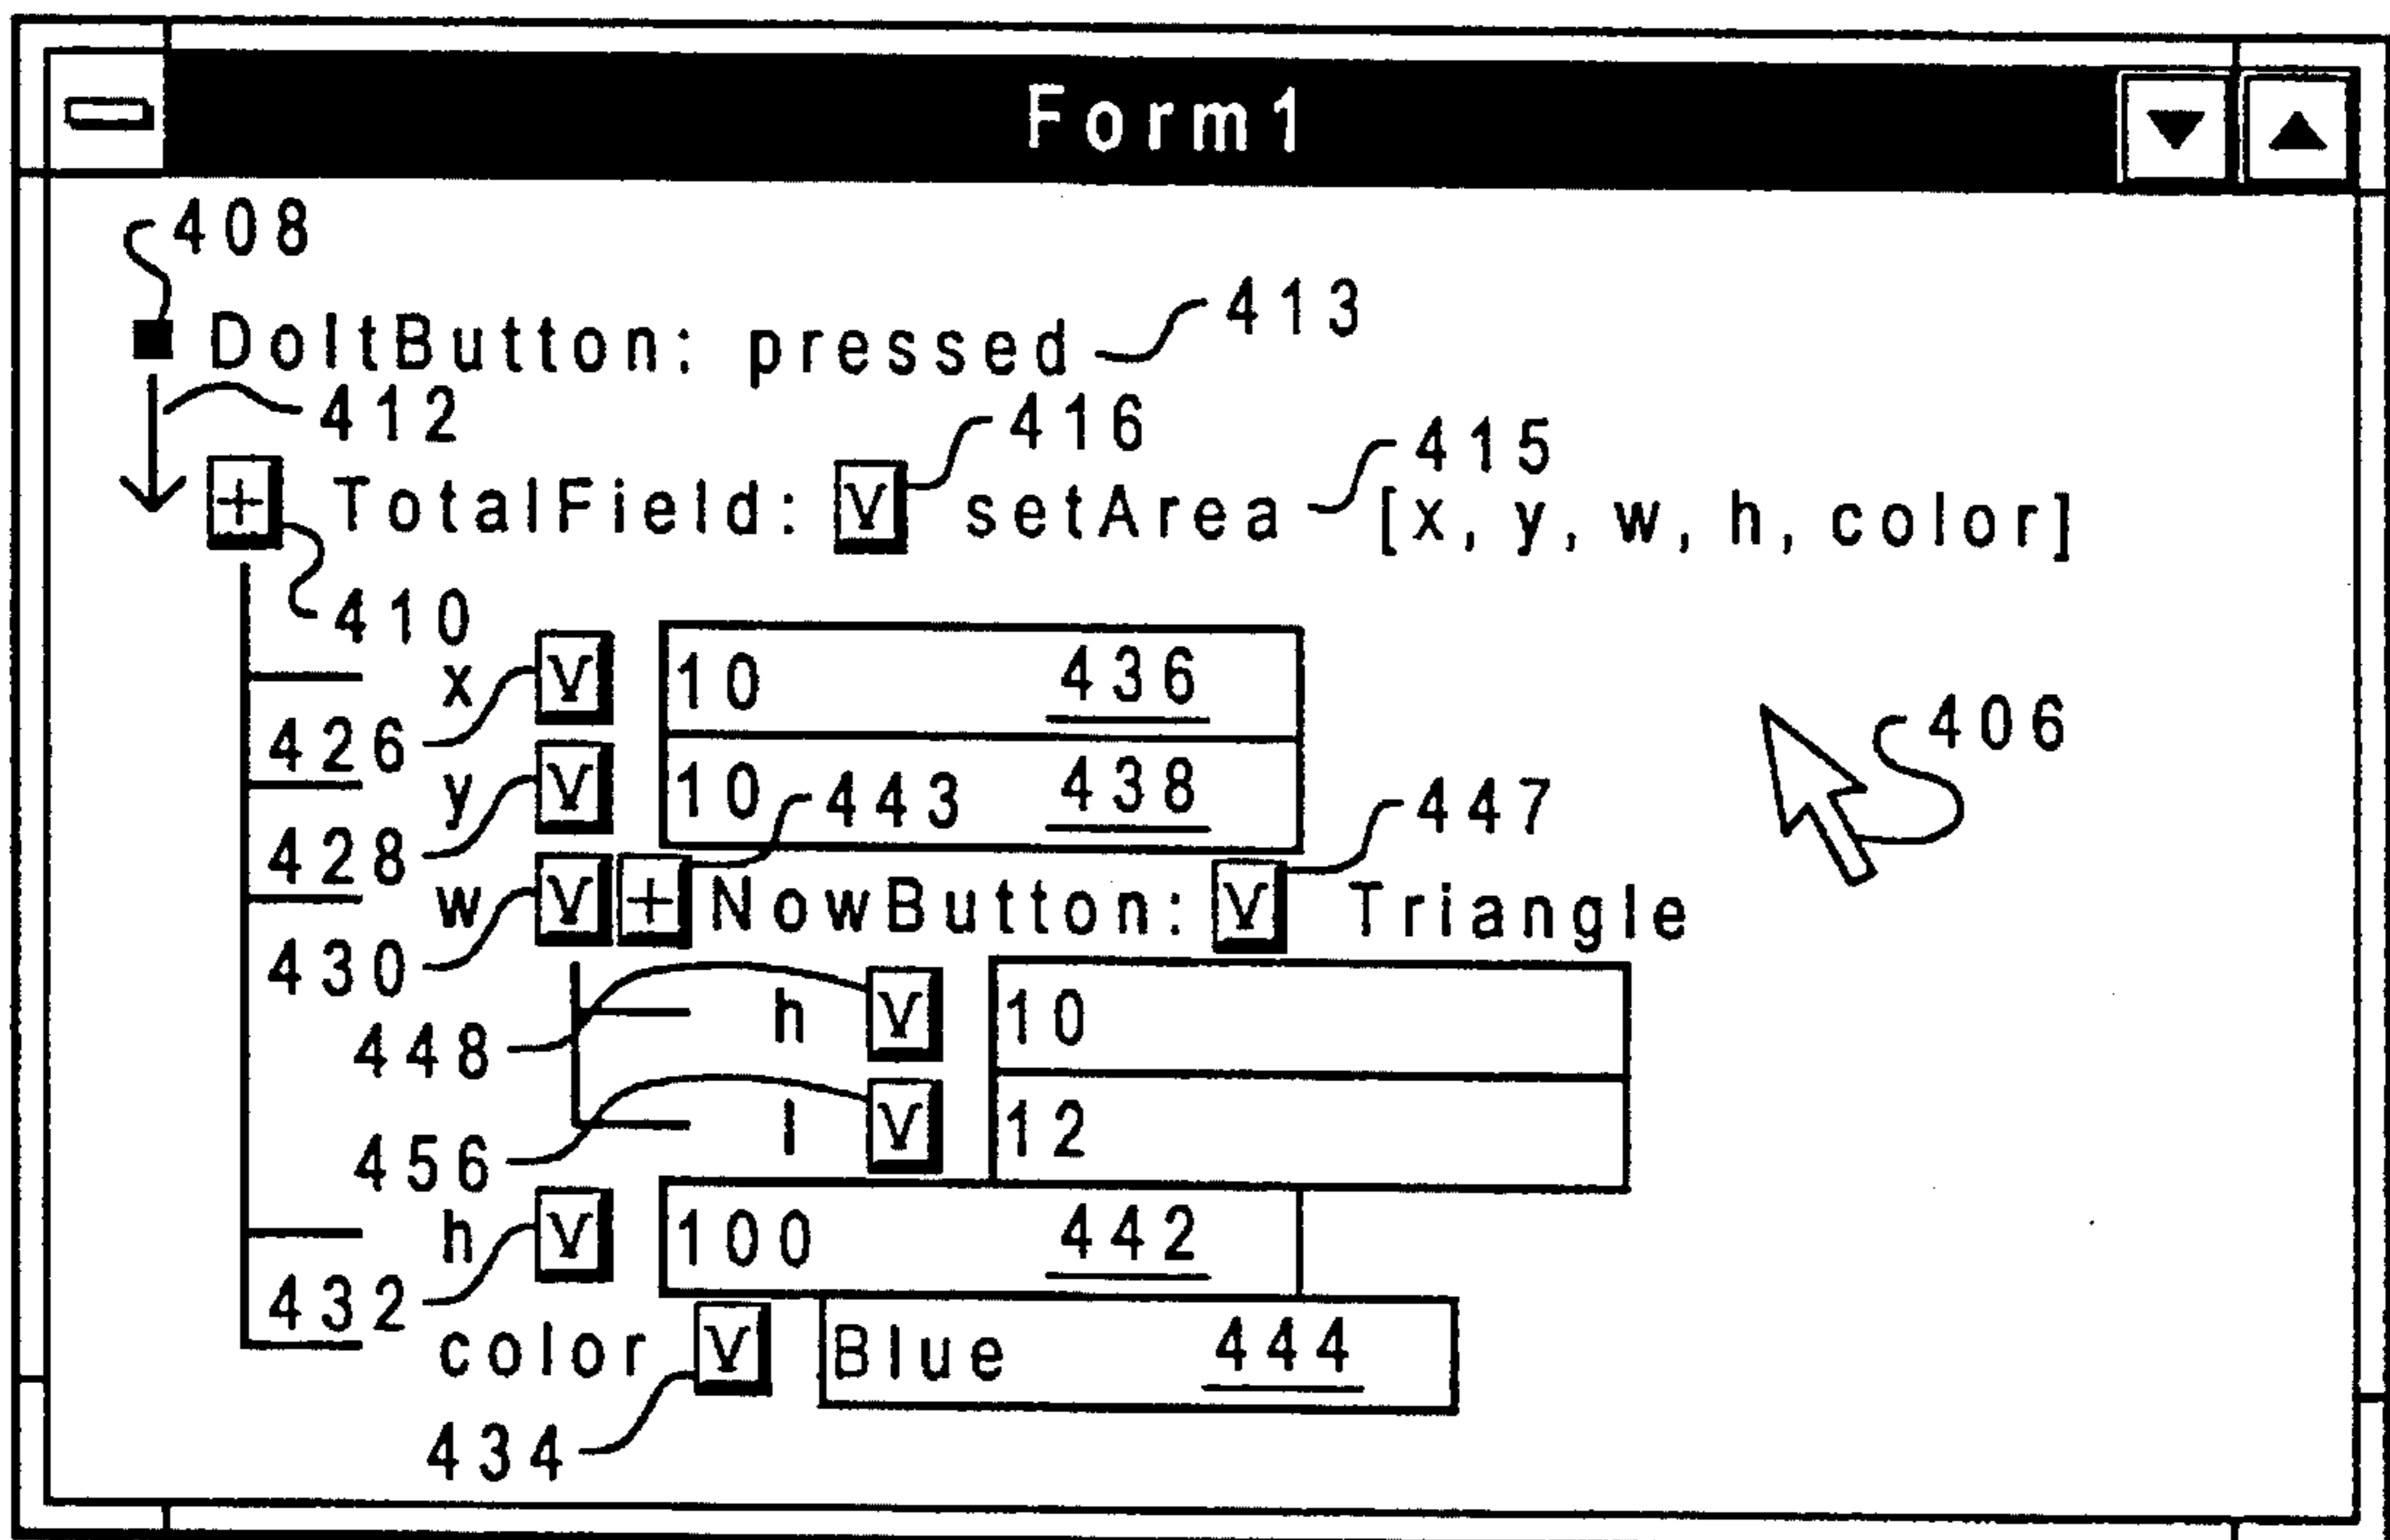 Form1
408
DoItButton: pressed 413
412 416 415
+ TotalField: V setArea [x, y, w, h, color]
410
x V 10 436
426 406
y V 10 443 438 447
428
w V + NowButton: V Triangle
430
h V 10
448
l V 12
456
h V 100 442
432
color V Blue 444
434